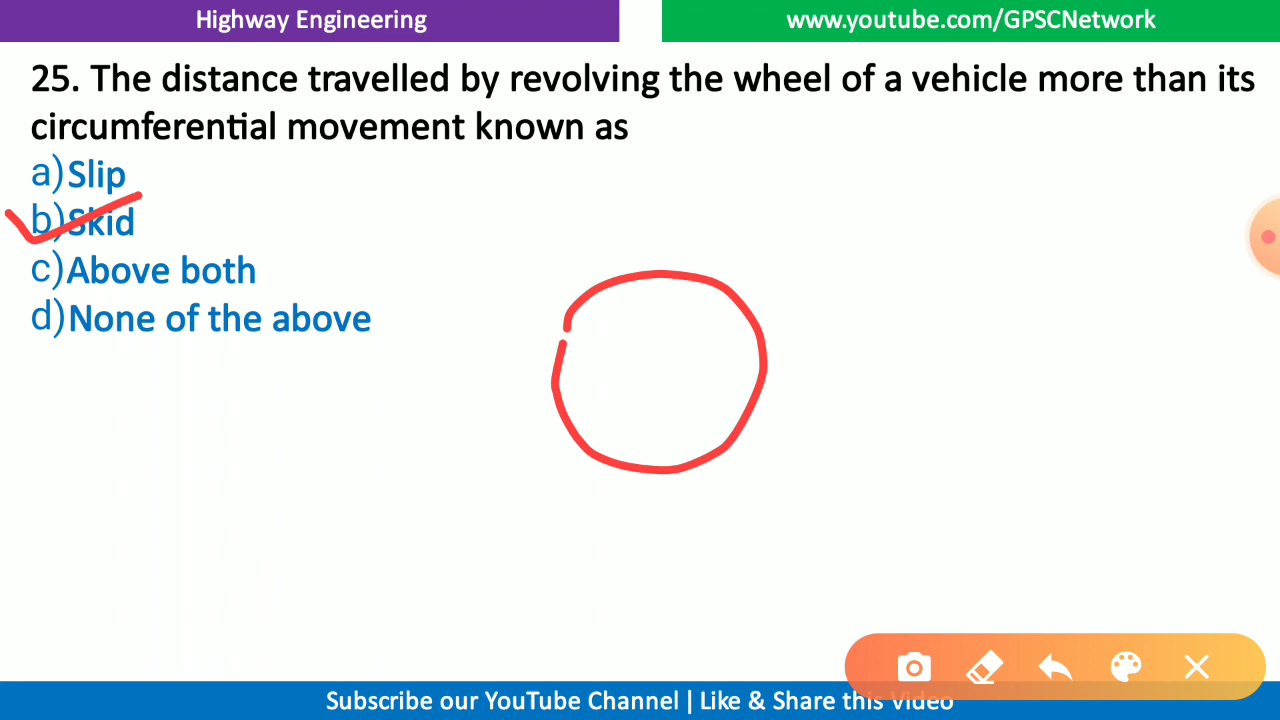 Highway Engineering
www.youtube.com/GPSCNetwork
25. The distance travelled by revolving the wheel of a vehicle more than its
circumferential movement known as
a) Slip
b) Skid
c) Above both
d) None of the above
Subscribe our YouTube Channel | Like & Share this Video